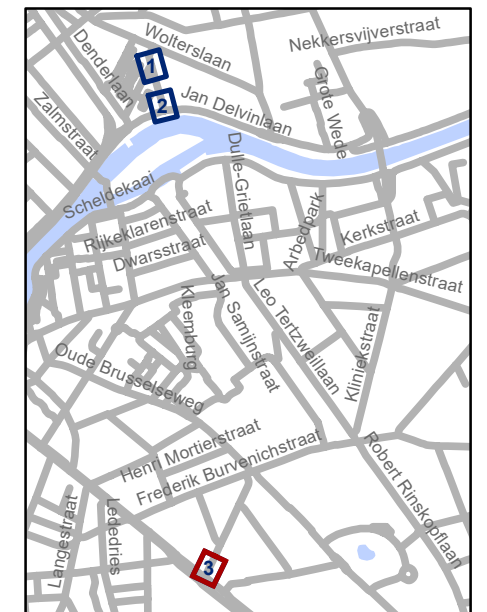 Nekkersvijverstraat
Wolterslaan
Denderlaan
1
Grote Wede
2
Jan Delvinlaan
Zalmstraat
Dulle-Grietlaan
Scheldekaai
Arbedpark
Rijkeklarenstraat
Kerkstraat
Dwarsstraat
Tweekapellenstraat
Kleemburg
Jan Samijnstraat
Leo Tertzweillaan
Kliniekstraat
Oude Brusselseweg
Henri Mortierstraat
Frederik Burvenichstraat
Robert Rinskopflaan
Langestraat
Lededries
3